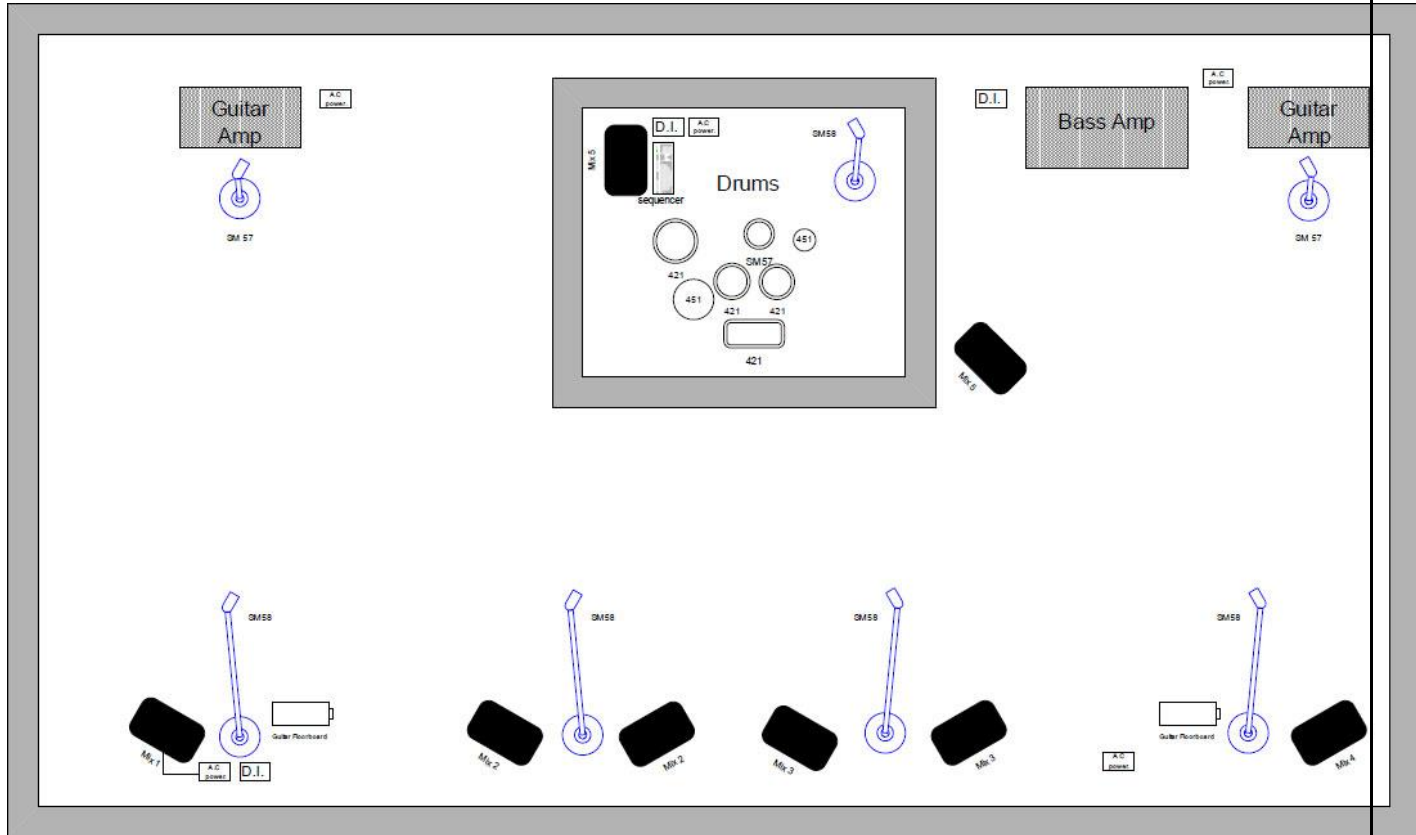 A.C
power.
Guitar
Amp
A.C
power.
D.I.
Bass Amp
Guitar
Amp
D.I.
A.C
power.
SM58
Mix 5
Drums
sequencer
SM 57
SM 57
451
SM57
421
451
421
421
421
Mix
SM58
SM58
SM58
SM58
Guitar Floorboard
Guitar Floorboard
Mix 1
Mix 2
Mix 2
Mix 3
Mix 3
Mix 4
A.C
power.
D.I.
A.C
power.